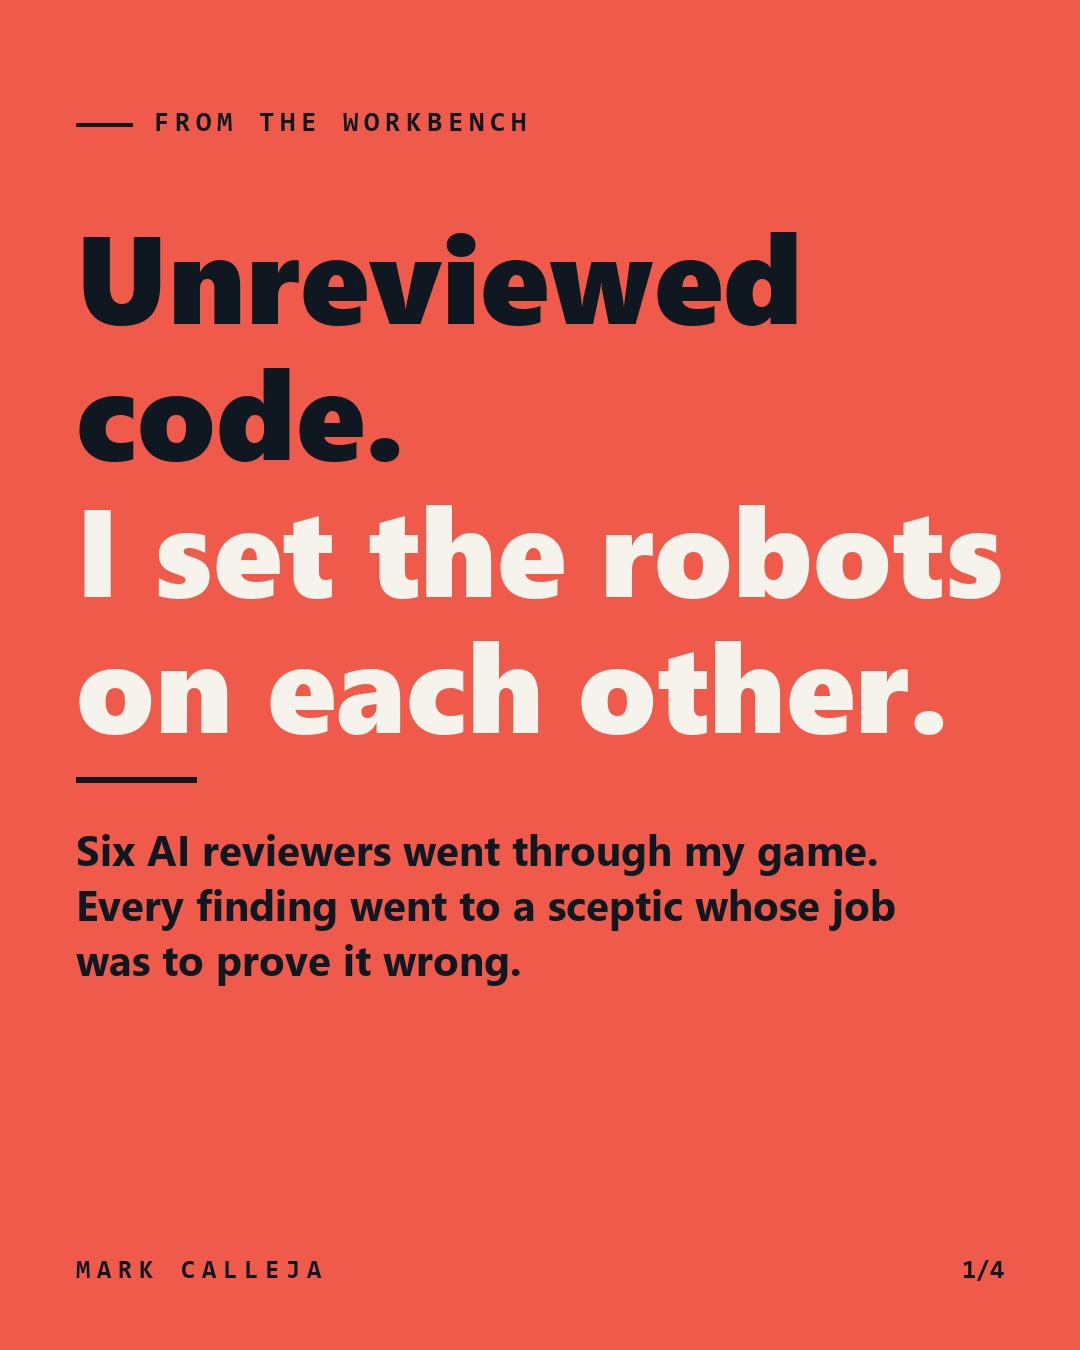 FROM THE WORKBENCH
Unreviewed
code.
I set the robots
on each other.
Six AI reviewers went through my game.
Every finding went to a sceptic whose job
was to prove it wrong.
MARK CALLEJA
1/4